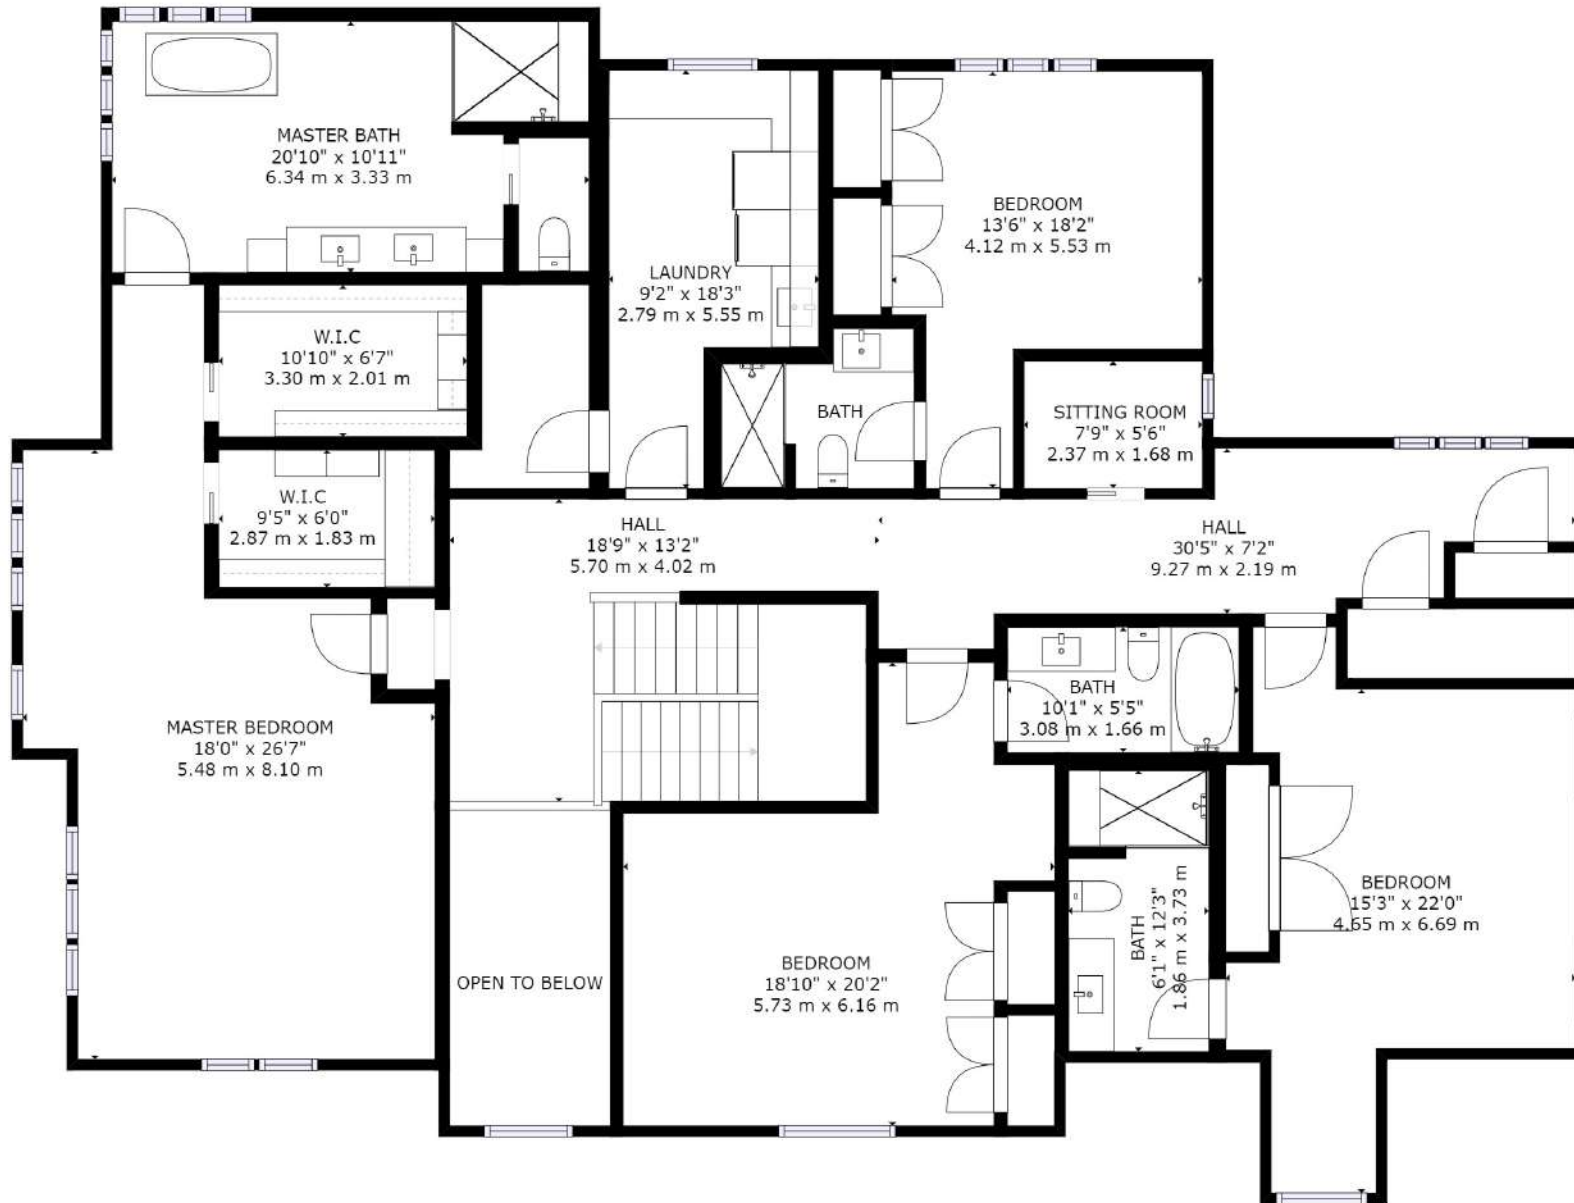 MASTER BATH
20'10" x 10'11"
6.34 m x 3.33 m
BEDROOM
13'6" x 18'2"
4.12 m x 5.53 m
LAUNDRY
9'2" x 18'3"
2.79 m x 5.55 m
W.I.C
10'10" x 6'7"
3.30 m x 2.01 m
BATH
SITTING ROOM
7'9" x 5'6"
2.37 m x 1.68 m
W.I.C
9'5" x 6'0"
2.87 m x 1.83 m
HALL
18'9" x 13'2"
5.70 m x 4.02 m
HALL
30'5" x 7'2"
9.27 m x 2.19 m
MASTER BEDROOM
18'0" x 26'7"
5.48 m x 8.10 m
BATH
10'1" x 5'5"
3.08 m x 1.66 m
BEDROOM
15'3" x 22'0"
4.65 m x 6.69 m
BATH
6'1" x 12'3"
1.86 m x 3.73 m
BEDROOM
18'10" x 20'2"
5.73 m x 6.16 m
OPEN TO BELOW